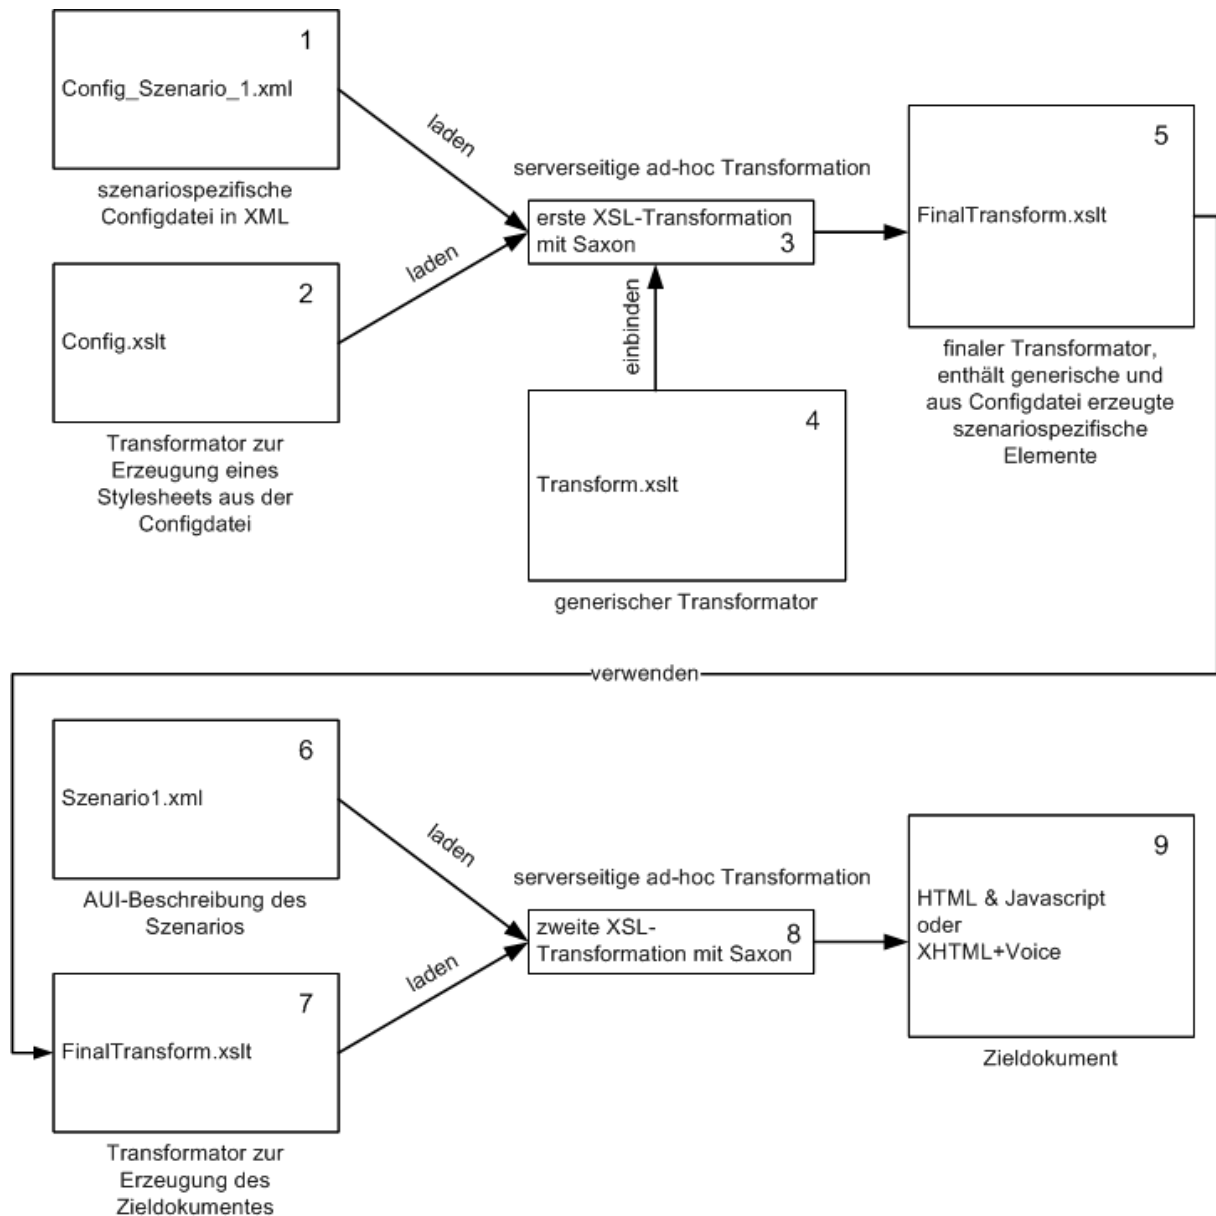 1
Config_Szenario_1.xml
szenariospezifische
Configdatei in XML
laden
2
Config.xslt
Transformator zur
Erzeugung eines
Stylesheets aus der
Configdatei
laden
serverseitige ad-hoc Transformation
erste XSL-Transformation
mit Saxon
3
einbinden
4
Transform.xslt
generischer Transformator
5
FinalTransform.xslt
finaler Transformator,
enthält generische und
aus Configdatei erzeugte
szenariospezifische
Elemente
verwenden
6
Szenario1.xml
AUI-Beschreibung des
Szenarios
laden
7
FinalTransform.xslt
Transformator zur
Erzeugung des
Zieldokumentes
laden
serverseitige ad-hoc Transformation
zweite XSL-
Transformation mit Saxon
8
9
HTML & Javascript
oder
XHTML+Voice
Zieldokument